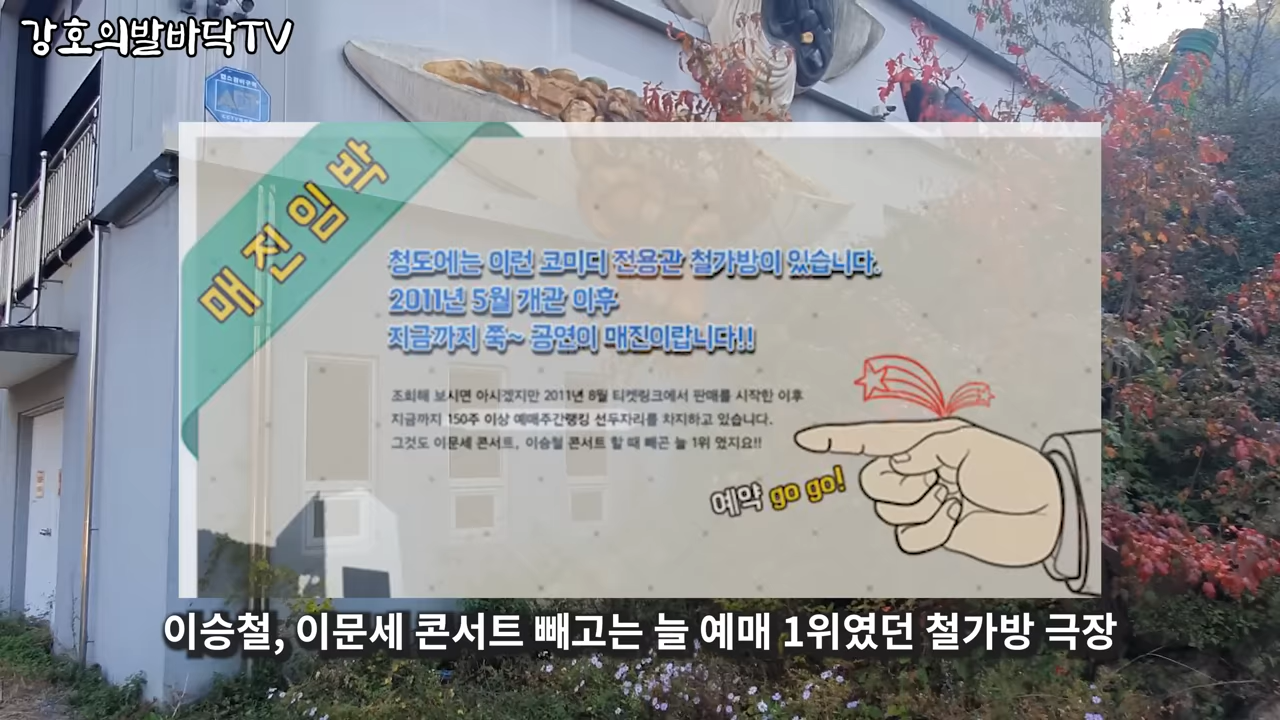 강호의발바닥TV
매진임박
청도에는 이런 코미디 전용관 철가방이 있습니다.
2011년 5월 개관 이후
지금까지 쭉~ 공연이 매진이랍니다!!
조회해 보시면 아시겠지만 2011년 8월 티켓링크에서 판매를 시작한 이후
지금까지 150주 이상 예매주간랭킹 선두자리를 차지하고 있습니다.
그것도 이문세 콘서트, 이승철 콘서트 할 때 빼곤 늘 1위 였지요!!
예약 go go!
이승철, 이문세 콘서트 빼고는 늘 예매 1위였던 철가방 극장